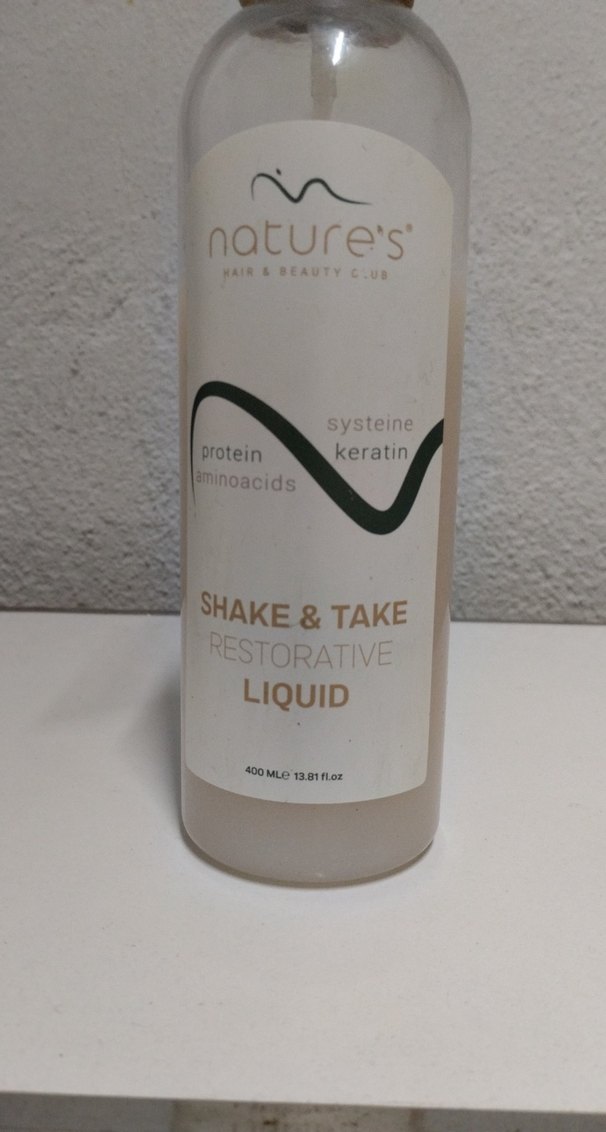 nature's®
HAIR & BEAUTY CLUB
systeine
protein keratin
aminoacids
SHAKE & TAKE
RESTORATIVE
LIQUID
400 ML℮ 13.81 fl.oz